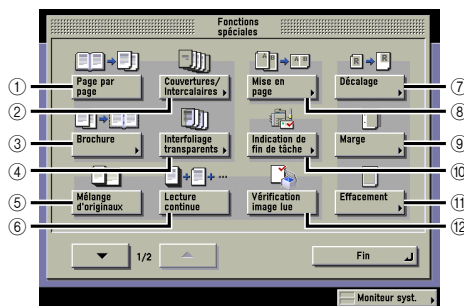 Fonctions
spéciales
A B
A B
R
R
① Page par
page
② Couvertures/
Intercalaires
Mise en
page ⑧
Décalage ⑦
③ Brochure
④ Interfoliage
transparents
Indication de
fin de tâche ⑩
Marge ⑨
⑤ Mélange
d'originaux
⑥ Lecture
continue
Vérification
image lue ⑫
Effacement ⑪
...
1/2
Fin
Moniteur syst.